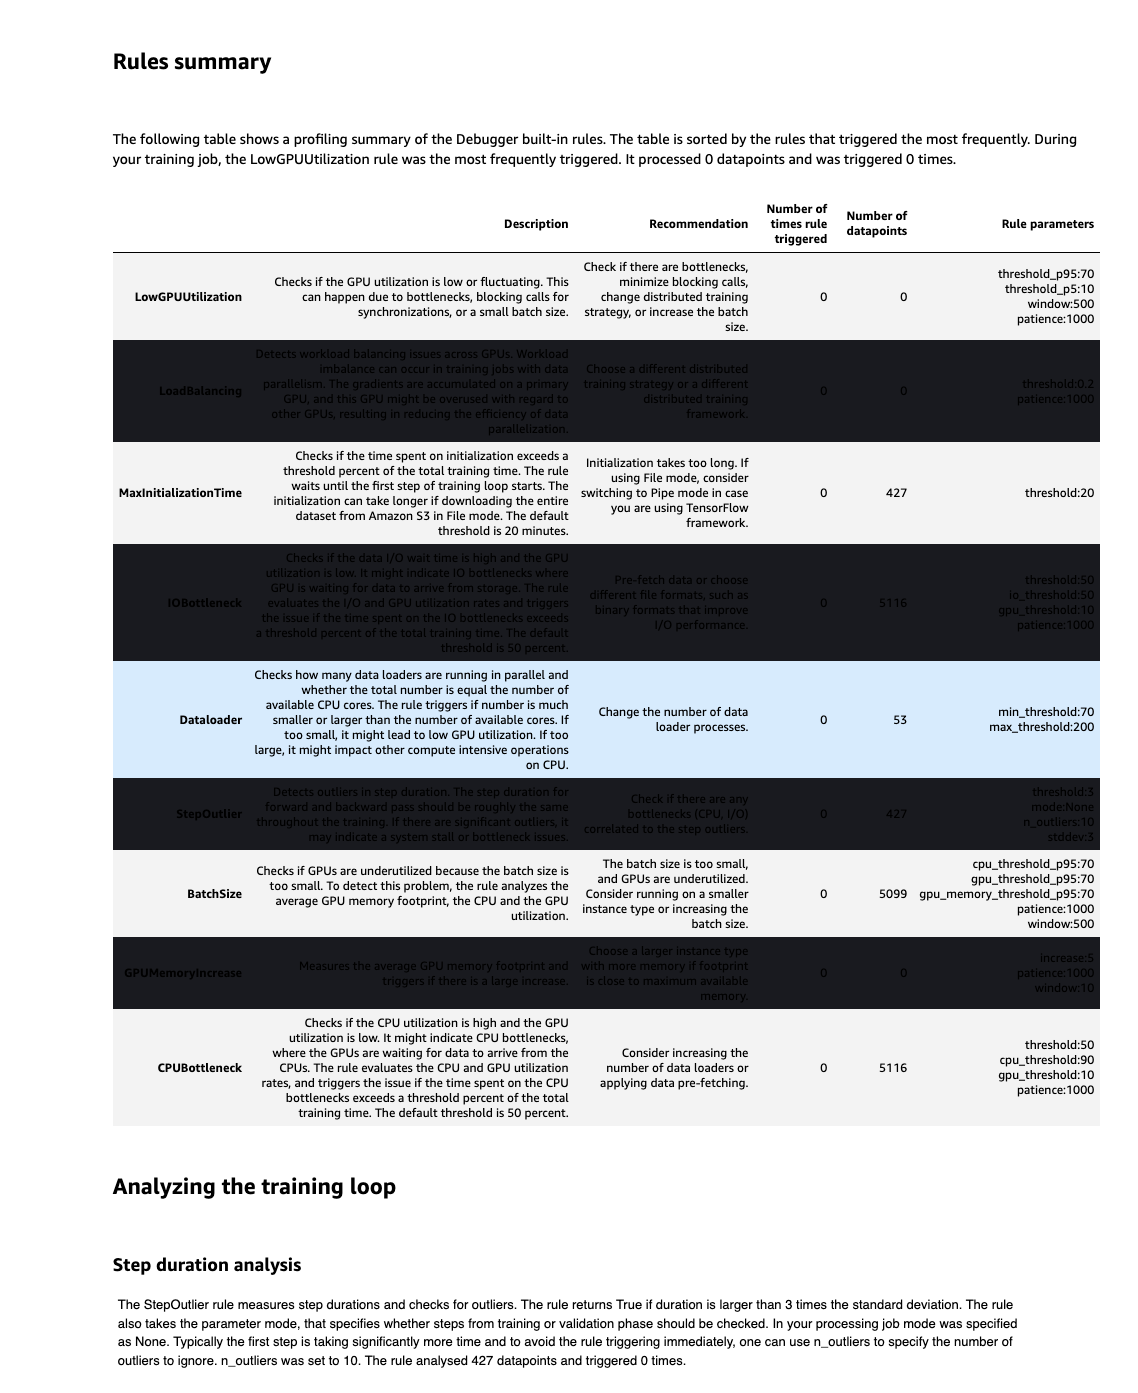 Rules summary
The following table shows a profiling summary of the Debugger built-in rules. The table is sorted by the rules that triggered the most frequently. During
your training job, the LowGPUUtilization rule was the most frequently triggered. It processed 0 datapoints and was triggered 0 times.
Description
Recommendation
Number of
times rule
triggered
Number of
datapoints
Rule parameters
LowGPUUtilization
Checks if the GPU utilization is low or fluctuating. This
can happen due to bottlenecks, blocking calls for
synchronizations, or a small batch size.
Check if there are bottlenecks,
minimize blocking calls,
change distributed training
strategy, or increase the batch
size.
0
0
threshold_p95:70
threshold_p5:10
window:500
patience:1000
LoadBalancing
Detects workload balancing issues across GPUs. Workload
imbalance can occur in training jobs with data
parallelism. The gradients are accumulated on a primary
GPU, and this GPU might be overused with regard to
other GPUs, resulting in reducing the efficiency of data
parallelization.
Choose a different distributed
training strategy or a different
distributed training
framework.
0
0
threshold:0.2
patience:1000
MaxInitializationTime
Checks if the time spent on initialization exceeds a
threshold percent of the total training time. The rule
waits until the first step of training loop starts. The
initialization can take longer if downloading the entire
dataset from Amazon S3 in File mode. The default
threshold is 20 minutes.
Initialization takes too long. If
using File mode, consider
switching to Pipe mode in case
you are using TensorFlow
framework.
0
427
threshold:20
IOBottleneck
Checks if the data I/O wait time is high and the GPU
utilization is low. It might indicate IO bottlenecks where
GPU is waiting for data to arrive from storage. The rule
evaluates the I/O and GPU utilization rates and triggers
the issue if the time spent on the IO bottlenecks exceeds
a threshold percent of the total training time. The default
threshold is 50 percent.
Pre-fetch data or choose
different file formats, such as
binary formats that improve
I/O performance.
0
5116
threshold:50
io_threshold:50
gpu_threshold:10
patience:1000
Dataloader
Checks how many data loaders are running in parallel and
whether the total number is equal the number of
available CPU cores. The rule triggers if number is much
smaller or larger than the number of available cores. If
too small, it might lead to low GPU utilization. If too
large, it might impact other compute intensive operations
on CPU.
Change the number of data
loader processes.
0
53
min_threshold:70
max_threshold:200
StepOutlier
Detects outliers in step duration. The step duration for
forward and backward pass should be roughly the same
throughout the training. If there are significant outliers, it
may indicate a system stall or bottleneck issues.
Check if there are any
bottlenecks (CPU, I/O)
correlated to the step outliers.
0
427
threshold:3
mode:None
n_outliers:10
stddev:3
BatchSize
Checks if GPUs are underutilized because the batch size is
too small. To detect this problem, the rule analyzes the
average GPU memory footprint, the CPU and the GPU
utilization.
The batch size is too small,
and GPUs are underutilized.
Consider running on a smaller
instance type or increasing the
batch size.
0
5099
cpu_threshold_p95:70
gpu_threshold_p95:70
gpu_memory_threshold_p95:70
patience:1000
window:500
GPUMemoryIncrease
Measures the average GPU memory footprint and
triggers if there is a large increase.
Choose a larger instance type
with more memory if footprint
is close to maximum available
memory.
0
0
increase:5
patience:1000
window:10
CPUBottleneck
Checks if the CPU utilization is high and the GPU
utilization is low. It might indicate CPU bottlenecks,
where the GPUs are waiting for data to arrive from the
CPUs. The rule evaluates the CPU and GPU utilization
rates, and triggers the issue if the time spent on the CPU
bottlenecks exceeds a threshold percent of the total
training time. The default threshold is 50 percent.
Consider increasing the
number of data loaders or
applying data pre-fetching.
0
5116
threshold:50
cpu_threshold:90
gpu_threshold:10
patience:1000
Analyzing the training loop
Step duration analysis
The StepOutlier rule measures step durations and checks for outliers. The rule returns True if duration is larger than 3 times the standard deviation. The rule
also takes the parameter mode, that specifies whether steps from training or validation phase should be checked. In your processing job mode was specified
as None. Typically the first step is taking significantly more time and to avoid the rule triggering immediately, one can use n_outliers to specify the number of
outliers to ignore. n_outliers was set to 10. The rule analysed 427 datapoints and triggered 0 times.